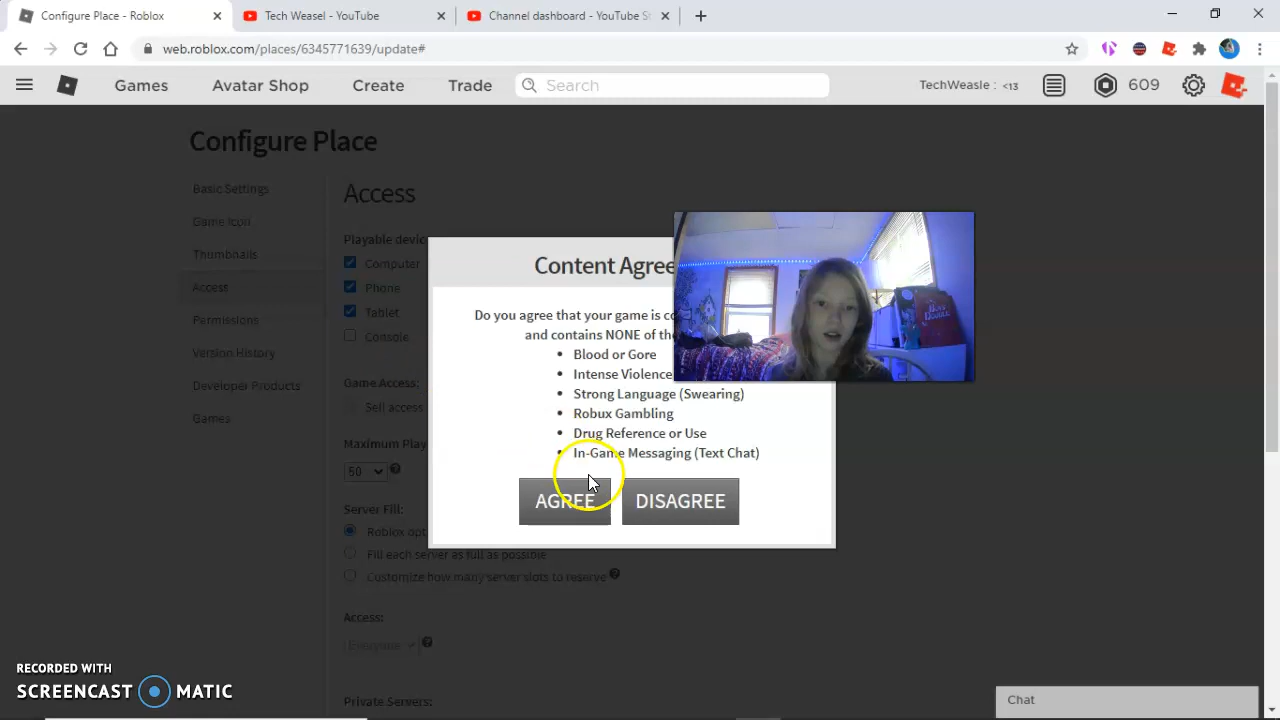 Configure Place - Roblox
Tech Weasel - YouTube
Channel dashboard - YouTube St
web.roblox.com/places/6345771639/update#
Games
Avatar Shop
Create
Trade
Search
TechWeasle : <13
609
Configure Place
Basic Settings
Game Icon
Thumbnails
Access
Permissions
Version History
Developer Products
Games
Access
Playable devic
Computer
Phone
Tablet
Console
Game Access:
Sell access
Maximum Play
50
Server Fill:
Roblox opt
Fill each server as full as possible
Customize how many server slots to reserve
Access:
Everyone
Private Servers:
Content Agree
Do you agree that your game is co
and contains NONE of the
• Blood or Gore
• Intense Violence
• Strong Language (Swearing)
• Robux Gambling
• Drug Reference or Use
• In-Game Messaging (Text Chat)
AGREE
DISAGREE
RECORDED WITH
SCREENCAST MATIC
Chat